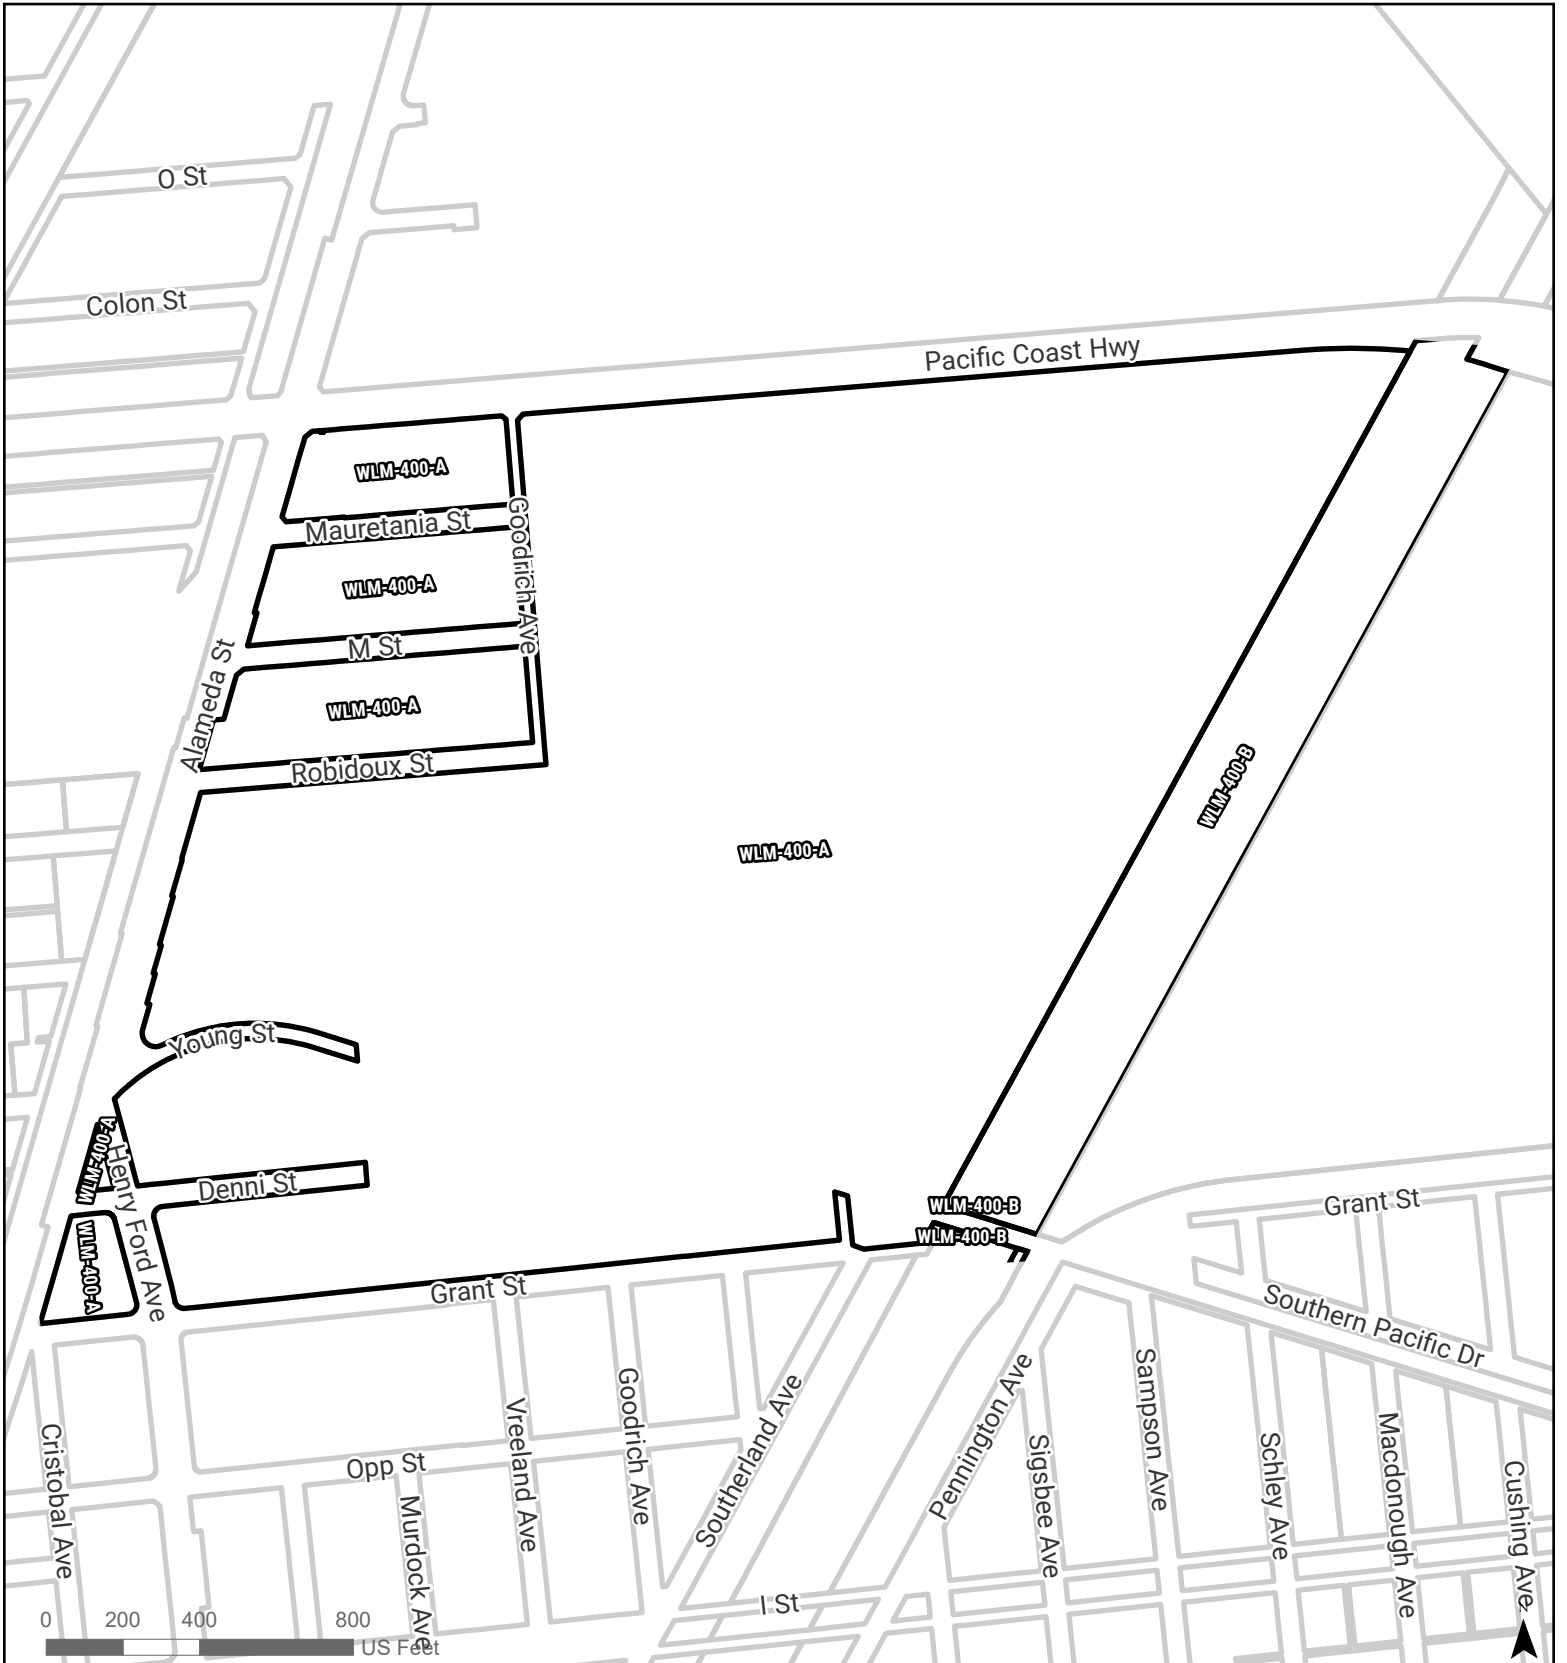 O St
Colon St
Pacific Coast Hwy
WLM-400-A
Mauretania St
Goodrich Ave
WLM-400-A
M St
Alameda St
WLM-400-A
Robidoux St
WLM-400-B
WLM-400-A
Young St
WLM-400-A
Henry Ford Ave
Denni St
WLM-400-B
Grant St
WLM-400-A
WLM-400-B
Grant St
Southern Pacific Dr
Cristobal Ave
Opp St
Murdock Ave
Vreeland Ave
Goodrich Ave
Southerland Ave
Pennington Ave
Sigsbee Ave
Sampson Ave
Schley Ave
Macdonough Ave
Cushing Ave
I St
0 200 400 800
US Feet
N